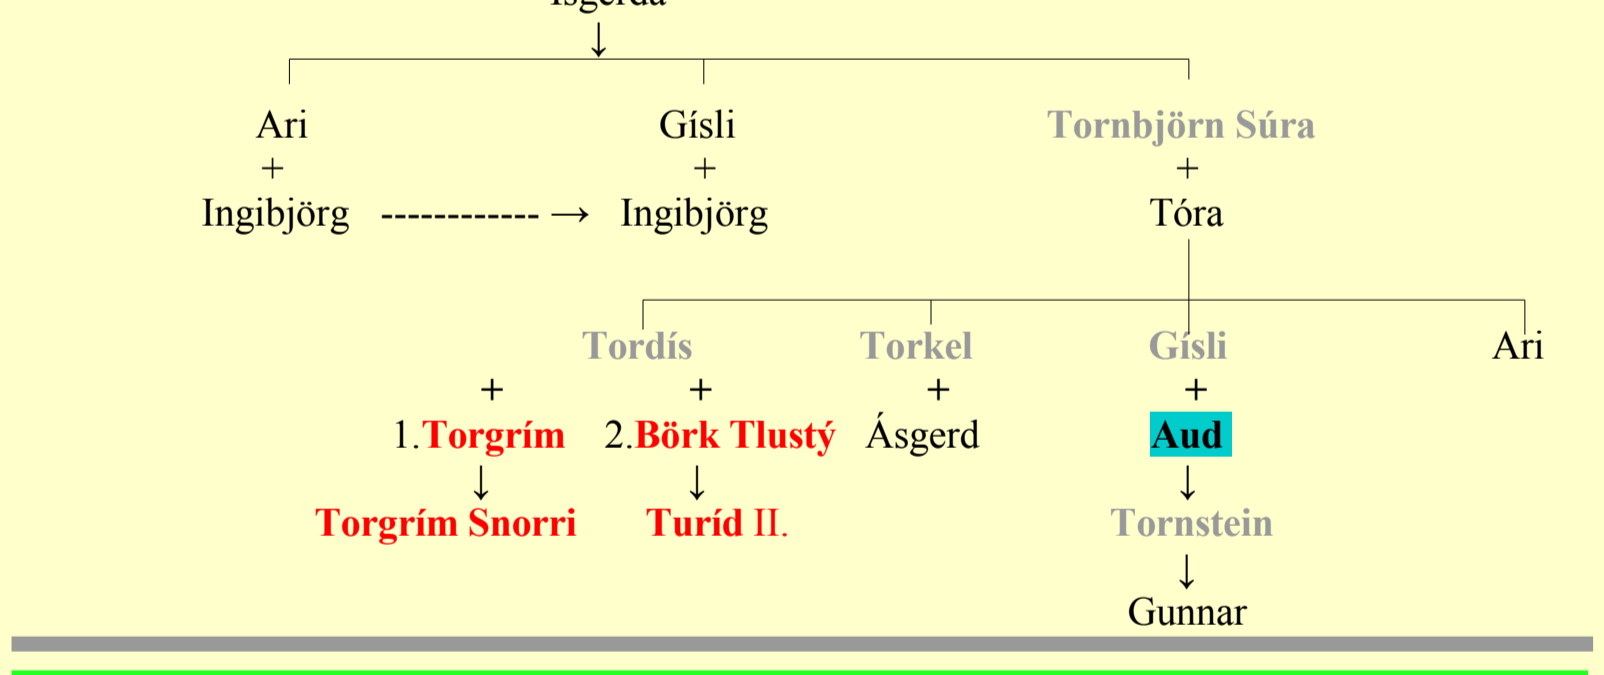 Ísgerda
↓
Ari Gísli Tornbjörn Súra
+ + +
Ingibjörg ------------ → Ingibjörg Tóra
Tordís Torkel Gísli Ari
+ + + +
1.Torgrím 2.Börk Tlustý Ásgerd Aud
↓ ↓ ↓
Torgrím Snorri Turíd II. Tornstein
↓
Gunnar